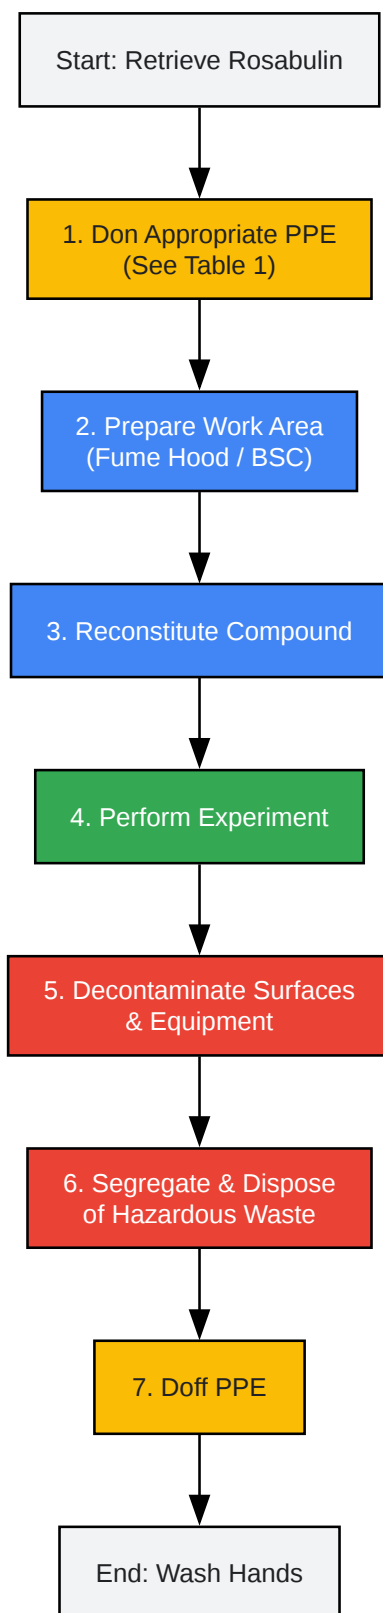 Start: Retrieve Rosabulin
1. Don Appropriate PPE
(See Table 1)
2. Prepare Work Area
(Fume Hood / BSC)
3. Reconstitute Compound
4. Perform Experiment
5. Decontaminate Surfaces
& Equipment
6. Segregate & Dispose
of Hazardous Waste
7. Doff PPE
End: Wash Hands